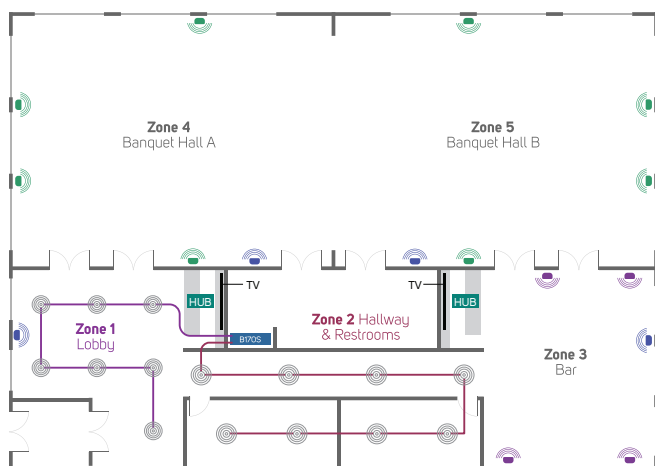 Zone 4
Banquet Hall A
Zone 5
Banquet Hall B
TV
TV
HUB
HUB
Zone 1
Lobby
B170S
Zone 2 Hallway
& Restrooms
Zone 3
Bar